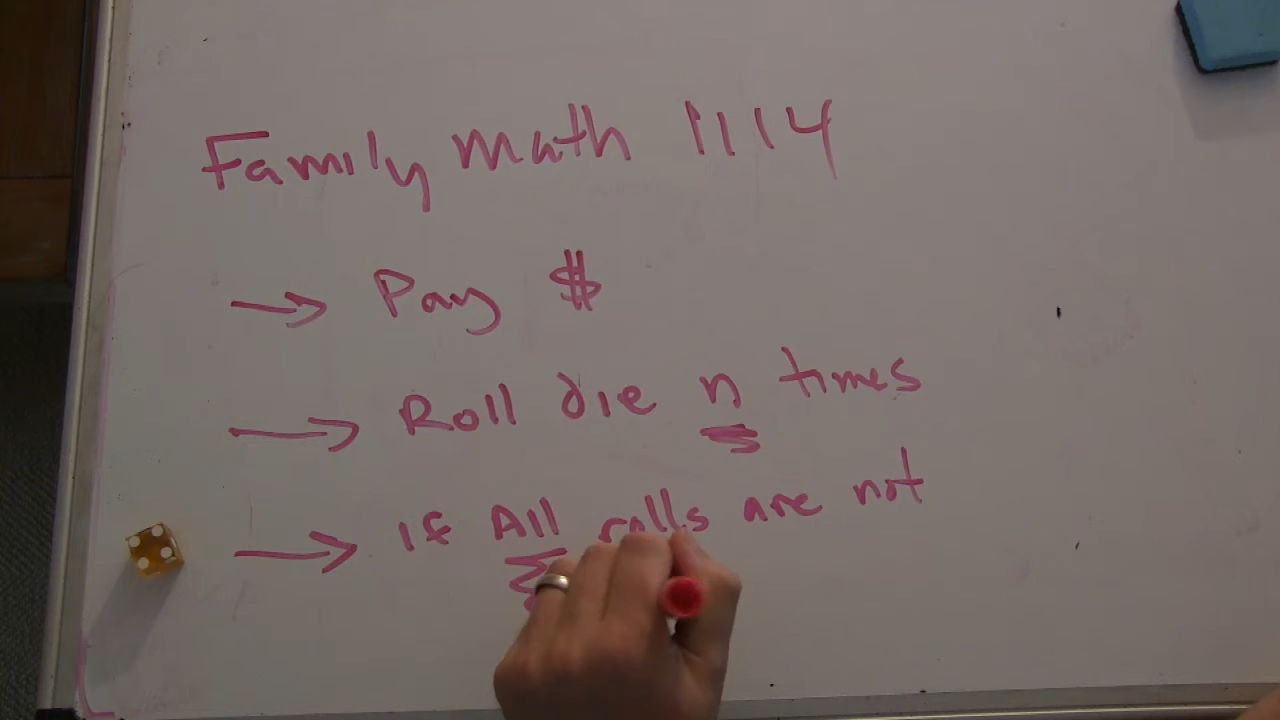 Family Math 1114
→ Pay $
→ Roll die n times
→ If All rolls are not